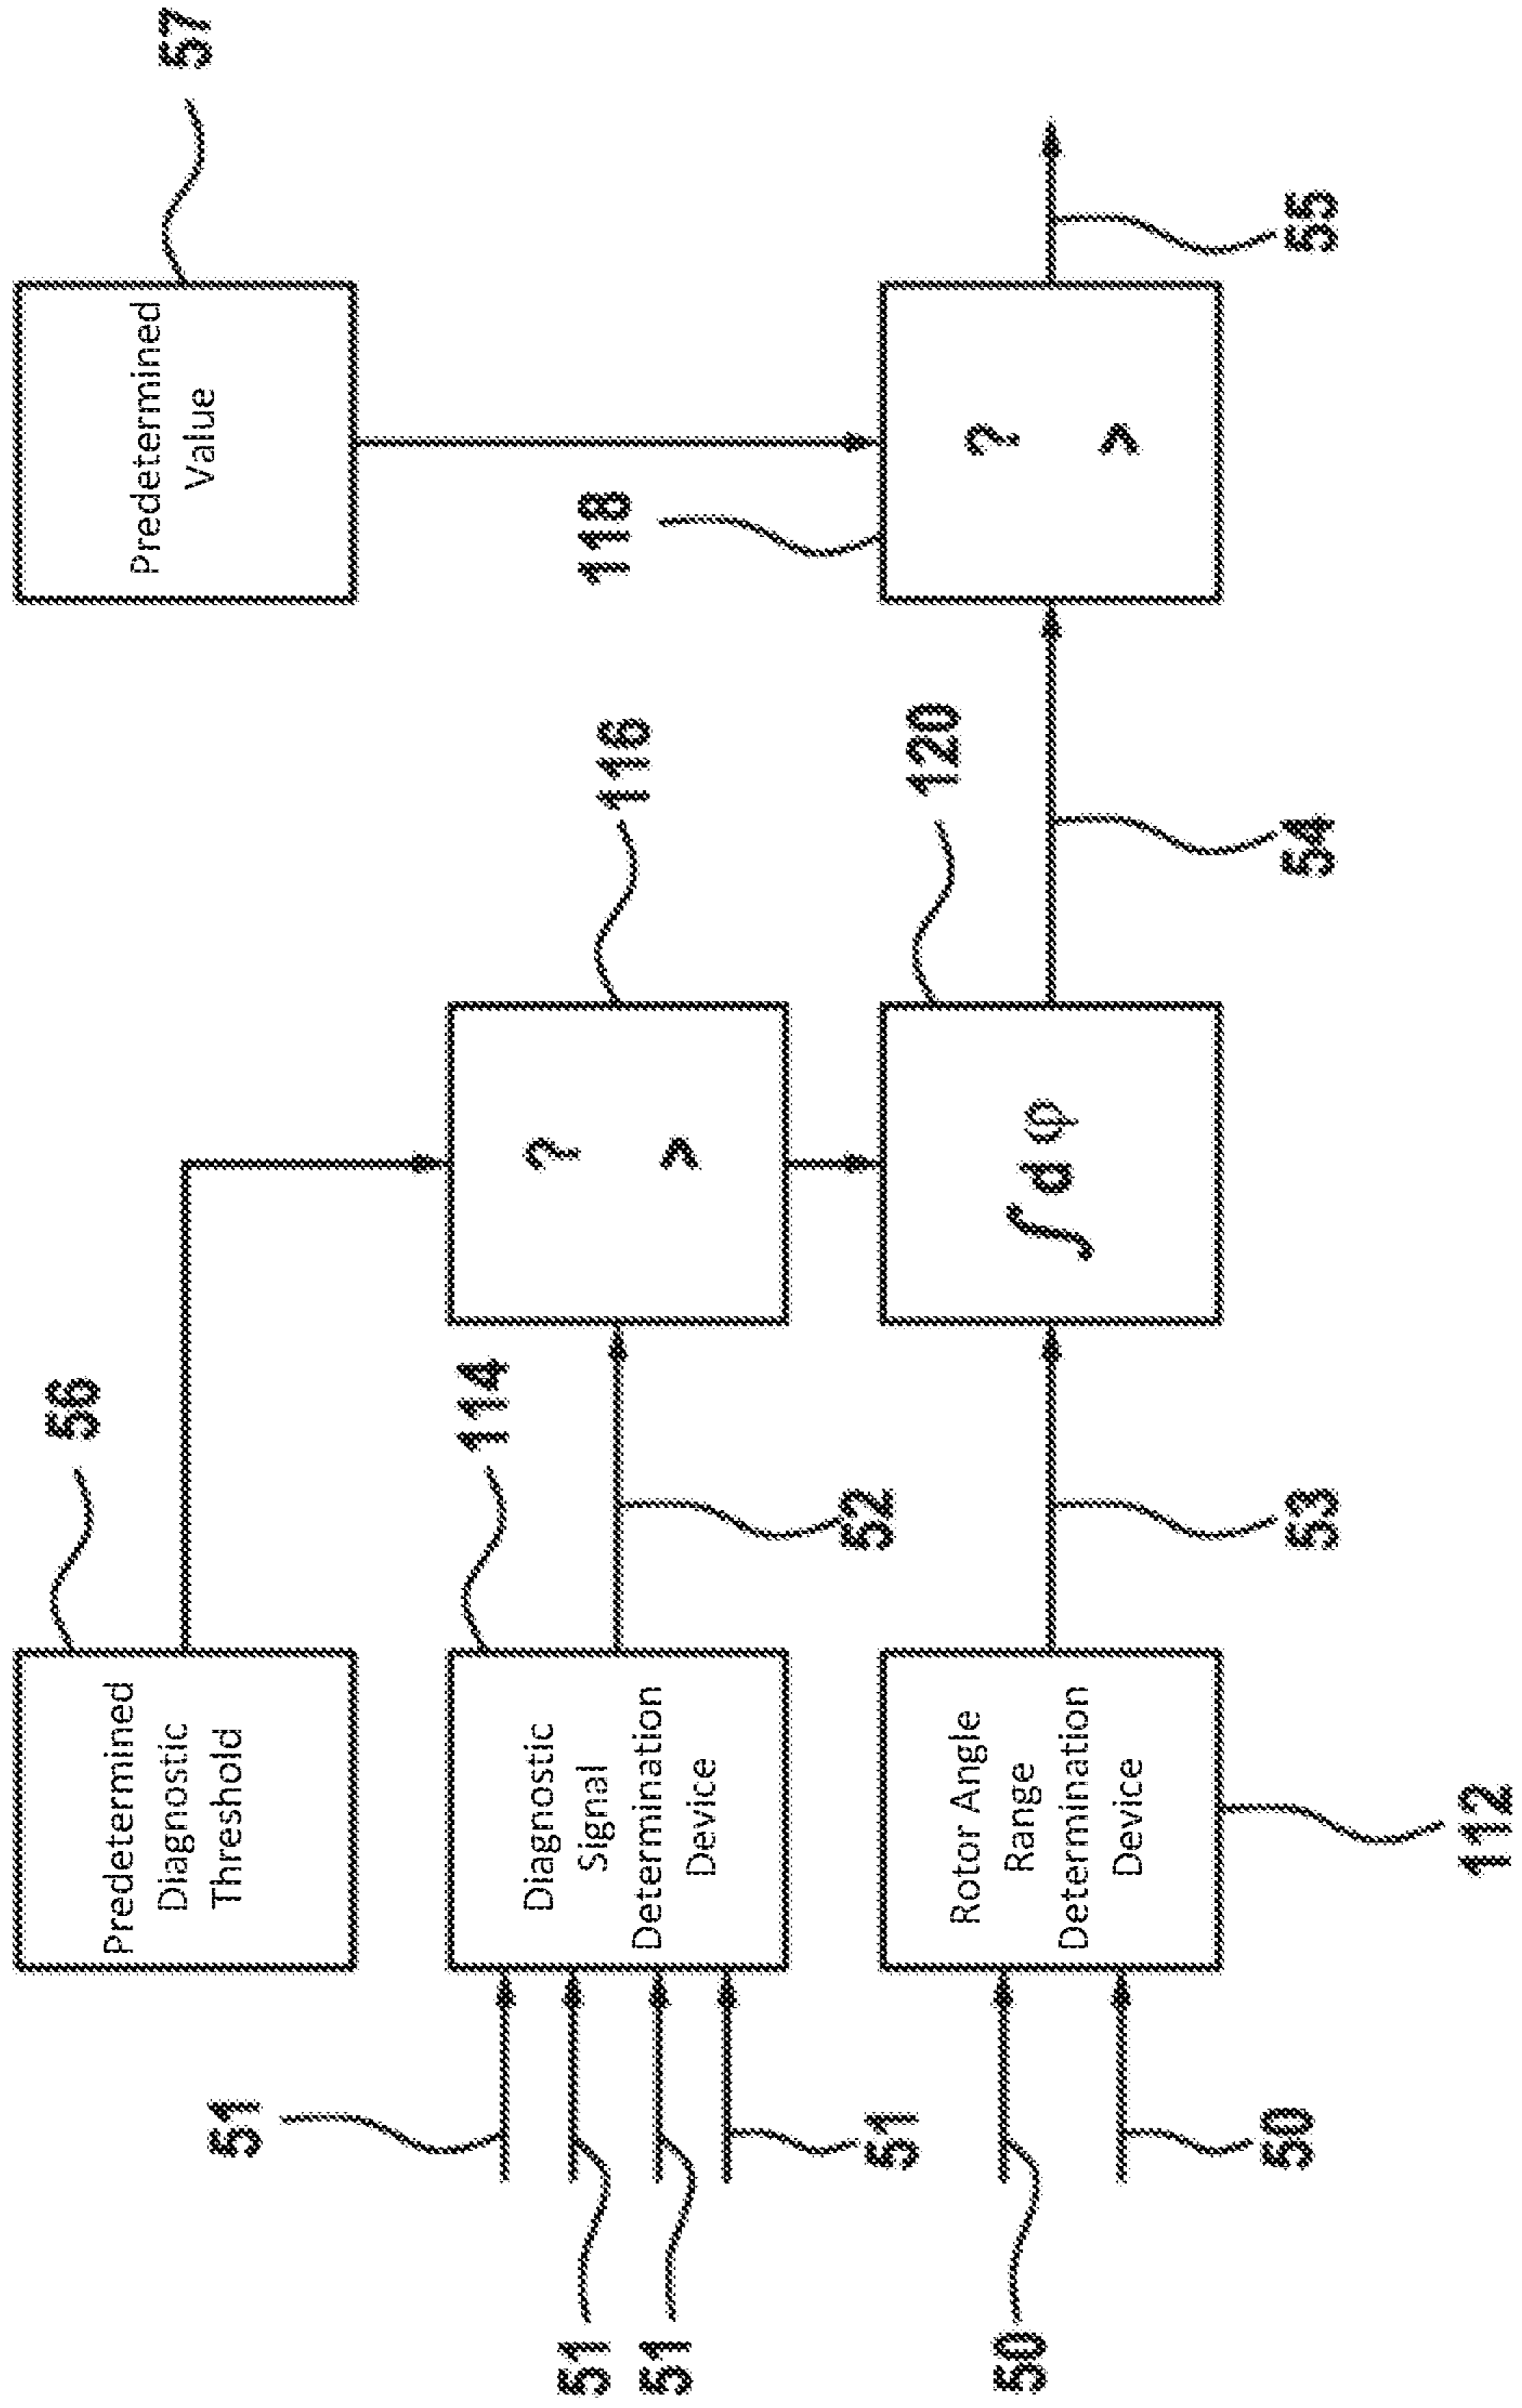 Predetermined
Diagnostic
Threshold
56
Predetermined
Value
57
51
51
51
51
Diagnostic
Signal
Determination
Device
114
52
?
>
116
118
50
50
Rotor Angle
Range
Determination
Device
112
53
∫ d φ
120
54
?
>
55